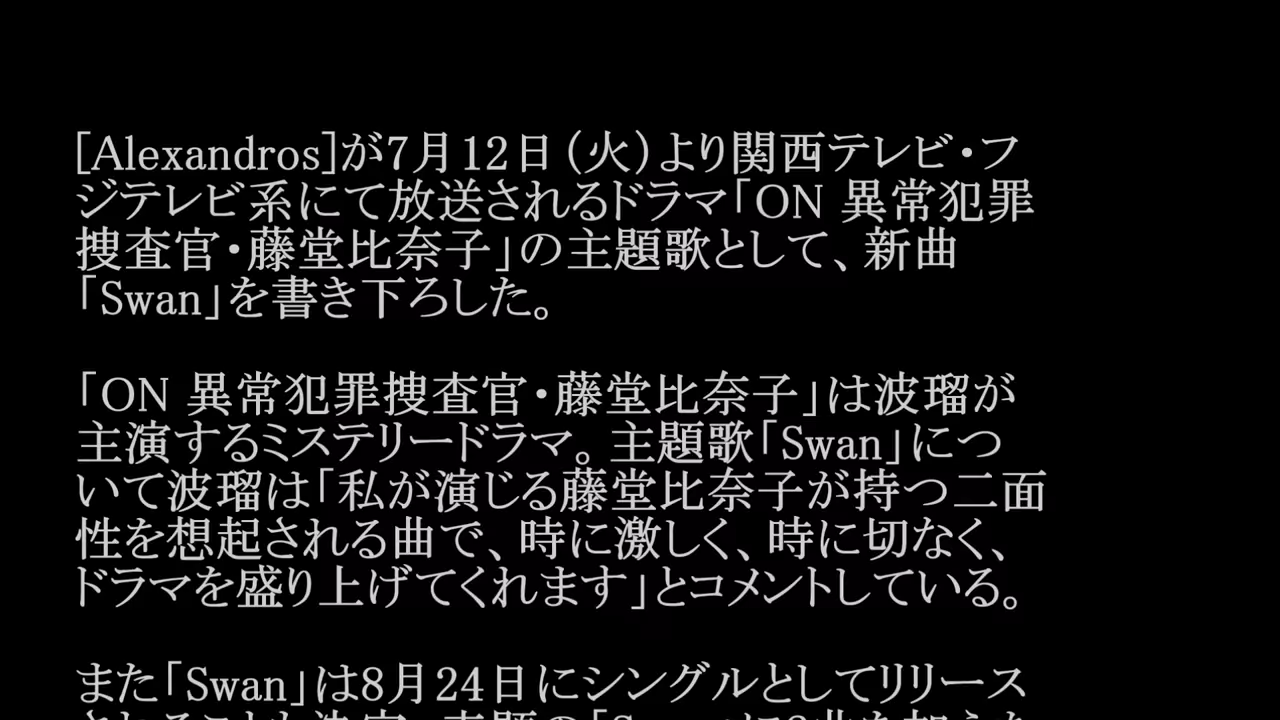 [Alexandros]が7月12日(火)より関西テレビ・フ
ジテレビ系にて放送されるドラマ「ON 異常犯罪
捜査官・藤堂比奈子」の主題歌として、新曲
「Swan」を書き下ろした。
「ON 異常犯罪捜査官・藤堂比奈子」は波瑠が
主演するミステリードラマ。主題歌「Swan」につ
いて波瑠は「私が演じる藤堂比奈子が持つ二面
性を想起される曲で、時に激しく、時に切なく、
ドラマを盛り上げてくれます」とコメントしている。
また「Swan」は8月24日にシングルとしてリリース